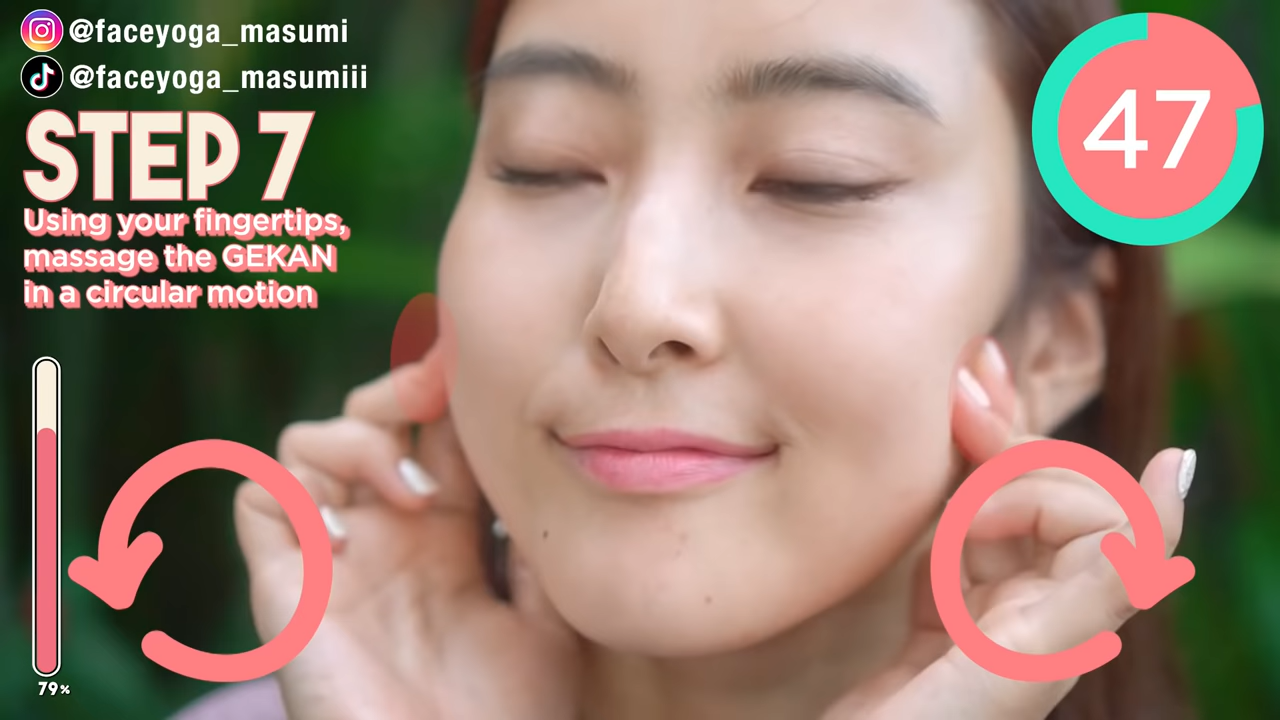 @faceyoga_masumi
@faceyoga_masumiii
STEP 7
Using your fingertips,
massage the GEKAN
in a circular motion
47
79%